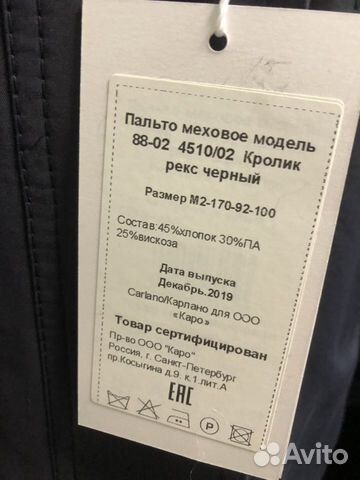 Пальто меховое модель
88-02 4510/02 Кролик
рекс черный
Размер M2-170-92-100
Состав:45%хлопок 30%ПА
25%вискоза
Дата выпуска
Декабрь.2019
Carlano/Карлано для ООО
«Каро»
Товар сертифицирован
Пр-во ООО "Каро"
Россия, г. Санкт-Петербург
пр.Косыгина д.9. к.1.лит.А
EAC
P
Avito